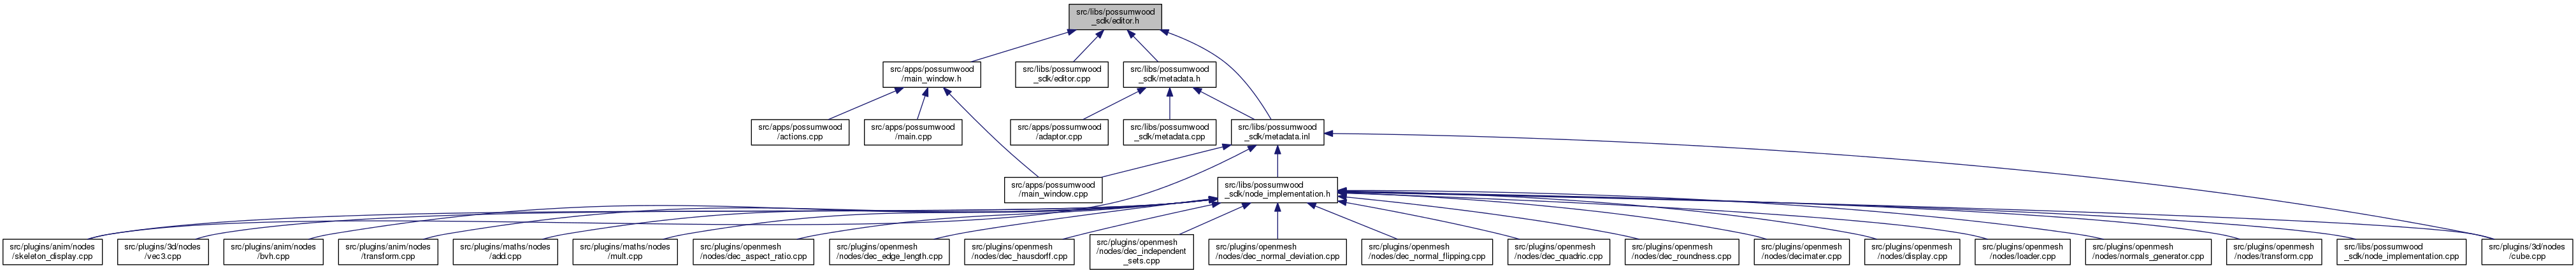 src/libs/possumwood
_sdk/editor.h
src/apps/possumwood
/main_window.h
src/libs/possumwood
_sdk/editor.cpp
src/libs/possumwood
_sdk/metadata.h
src/apps/possumwood
/actions.cpp
src/apps/possumwood
/main.cpp
src/apps/possumwood
/adaptor.cpp
src/libs/possumwood
_sdk/metadata.cpp
src/libs/possumwood
_sdk/metadata.inl
src/apps/possumwood
/main_window.cpp
src/libs/possumwood
_sdk/node_implementation.h
src/plugins/anim/nodes
/skeleton_display.cpp
src/plugins/3d/nodes
/vec3.cpp
src/plugins/anim/nodes
/bvh.cpp
src/plugins/anim/nodes
/transform.cpp
src/plugins/maths/nodes
/add.cpp
src/plugins/maths/nodes
/mult.cpp
src/plugins/openmesh
/nodes/dec_aspect_ratio.cpp
src/plugins/openmesh
/nodes/dec_edge_length.cpp
src/plugins/openmesh
/nodes/dec_hausdorff.cpp
src/plugins/openmesh
/nodes/dec_independent
_sets.cpp
src/plugins/openmesh
/nodes/dec_normal_deviation.cpp
src/plugins/openmesh
/nodes/dec_normal_flipping.cpp
src/plugins/openmesh
/nodes/dec_quadric.cpp
src/plugins/openmesh
/nodes/dec_roundness.cpp
src/plugins/openmesh
/nodes/decimater.cpp
src/plugins/openmesh
/nodes/display.cpp
src/plugins/openmesh
/nodes/loader.cpp
src/plugins/openmesh
/nodes/normals_generator.cpp
src/plugins/openmesh
/nodes/transform.cpp
src/libs/possumwood
_sdk/node_implementation.cpp
src/plugins/3d/nodes
/cube.cpp